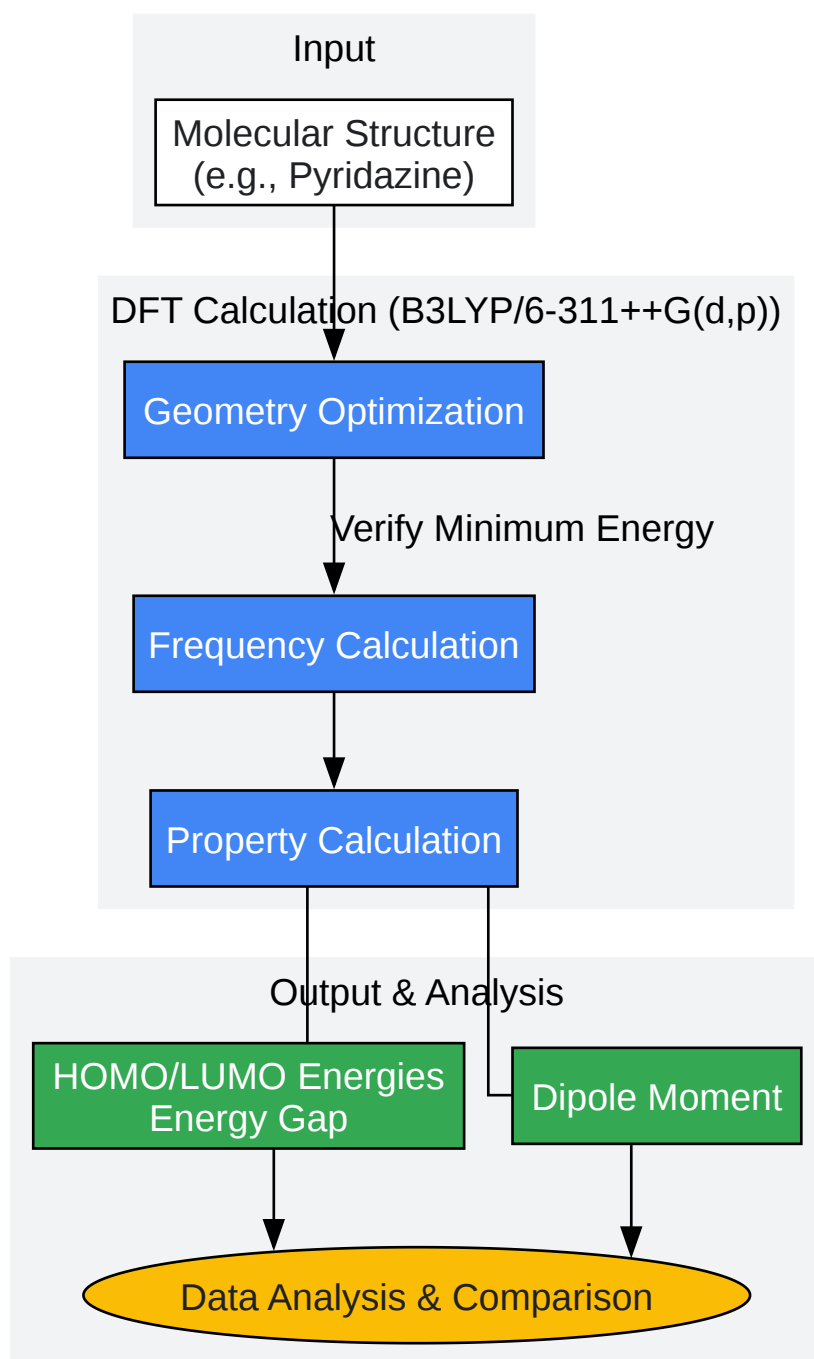 Input
Molecular Structure
(e.g., Pyridazine)
DFT Calculation (B3LYP/6-311++G(d,p))
Geometry Optimization
Verify Minimum Energy
Frequency Calculation
Property Calculation
Output & Analysis
HOMO/LUMO Energies
Energy Gap
Dipole Moment
Data Analysis & Comparison